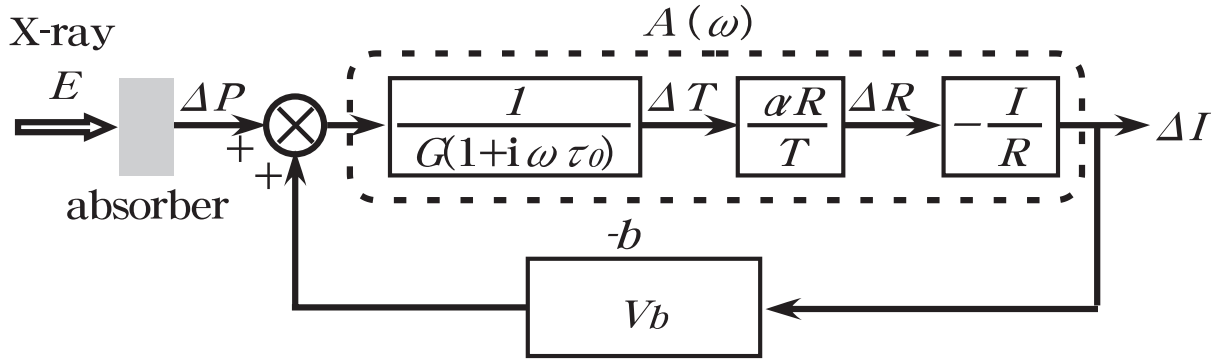 X-ray
A(ω)
E
ΔP
+
+
1
G(1+iωτ₀)
ΔT
αR
T
ΔR
-I
R
ΔI
absorber
-b
Vb